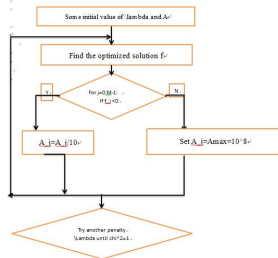 Some initial value of \lambda and A
Find the optimized solution f
For j=0:M-1
If f_j<0
Y
N
A_j=A_j/10
Set A_j=Amax=10^8
Try another penalty
\Lambda until chi^2=1